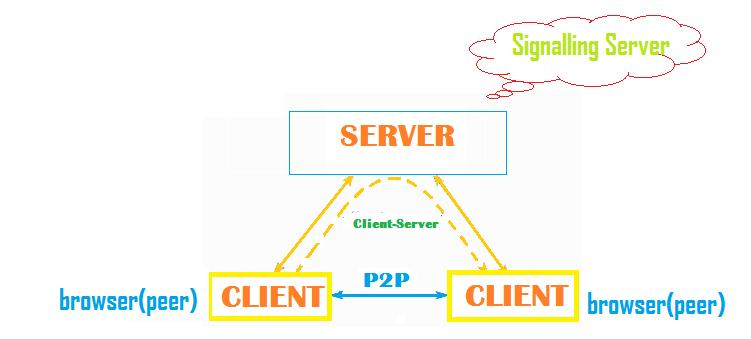 Signalling Server
SERVER
Client-Server
P2P
browser(peer)
CLIENT
CLIENT
browser(peer)